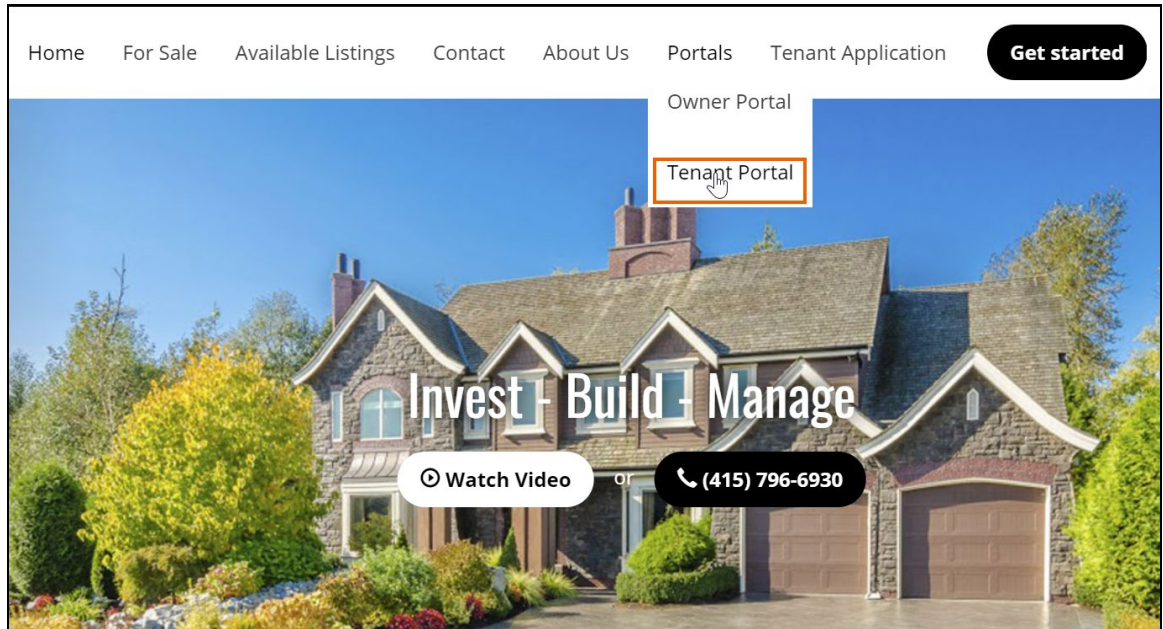 Home For Sale Available Listings Contact About Us Portals Tenant Application Get started
Owner Portal
Tenant Portal
Invest - Build - Manage
Watch Video or (415) 796-6930